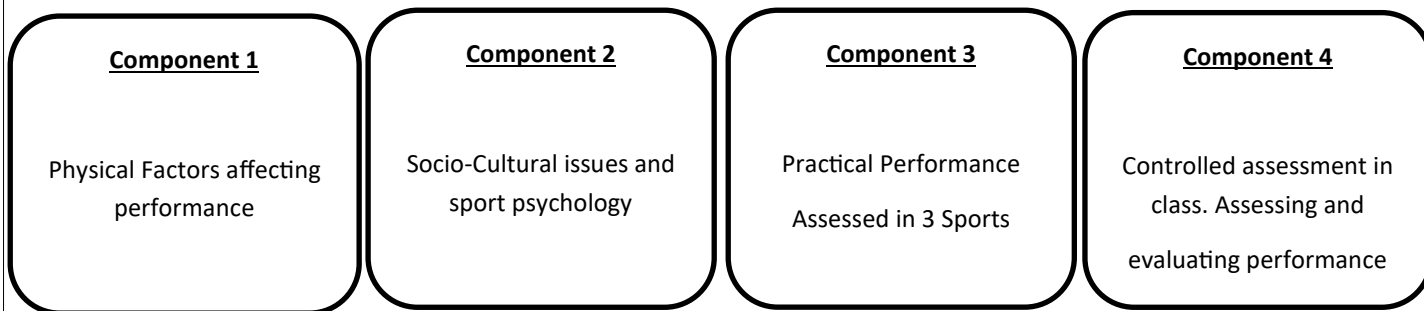 Component 1
Physical Factors affecting
performance
Component 2
Socio-Cultural issues and
sport psychology
Component 3
Practical Performance
Assessed in 3 Sports
Component 4
Controlled assessment in
class. Assessing and
evaluating performance